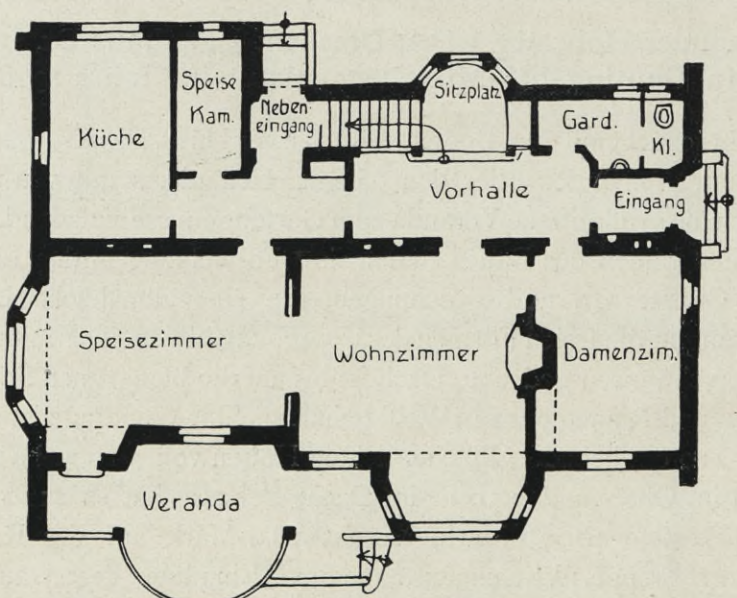 Küche
Speise
Kam.
Neben
eingang
Sitzplatz
Gard.
Kl.
Vorhalle
Eingang
Speisezimmer
Wohnzimmer
Damenzim.
Veranda